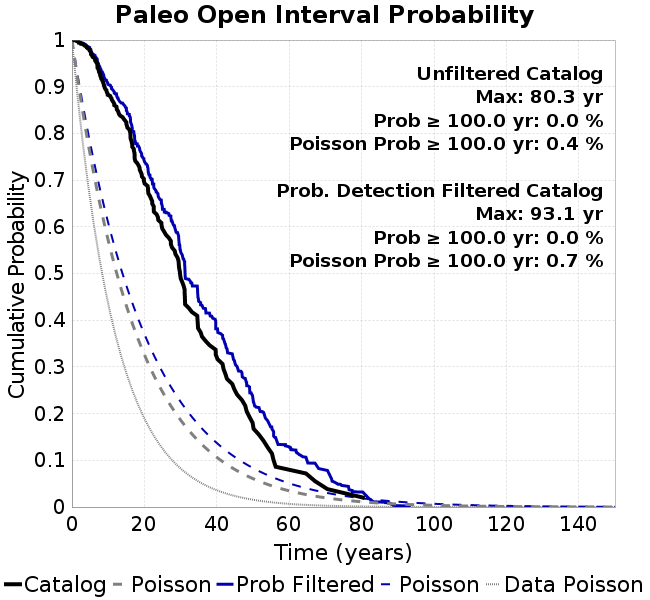 Paleo Open Interval Probability
Cumulative Probability
1
0.9
0.8
0.7
0.6
0.5
0.4
0.3
0.2
0.1
0
Unfiltered Catalog
Max: 80.3 yr
Prob ≥ 100.0 yr: 0.0 %
Poisson Prob ≥ 100.0 yr: 0.4 %
Prob. Detection Filtered Catalog
Max: 93.1 yr
Prob ≥ 100.0 yr: 0.0 %
Poisson Prob ≥ 100.0 yr: 0.7 %
0 20 40 60 80 100 120 140
Time (years)
Catalog Poisson Prob Filtered Poisson Data Poisson